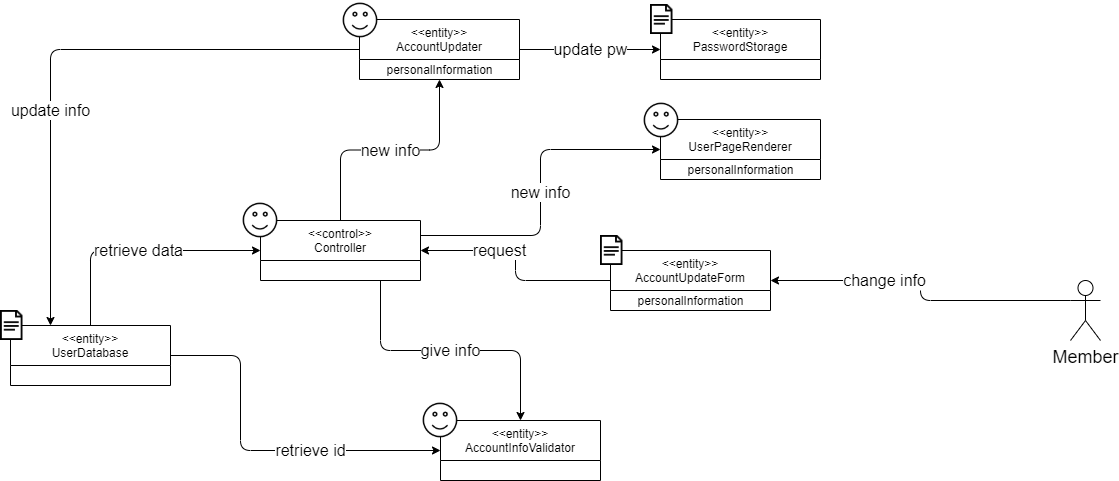 <<entity>>
AccountUpdater
personalInformation
update pw
<<entity>>
PasswordStorage
update info
new info
<<entity>>
UserPageRenderer
personalInformation
new info
<<control>>
Controller
retrieve data
request
<<entity>>
AccountUpdateForm
personalInformation
change info
Member
<<entity>>
UserDatabase
give info
retrieve id
<<entity>>
AccountInfoValidator